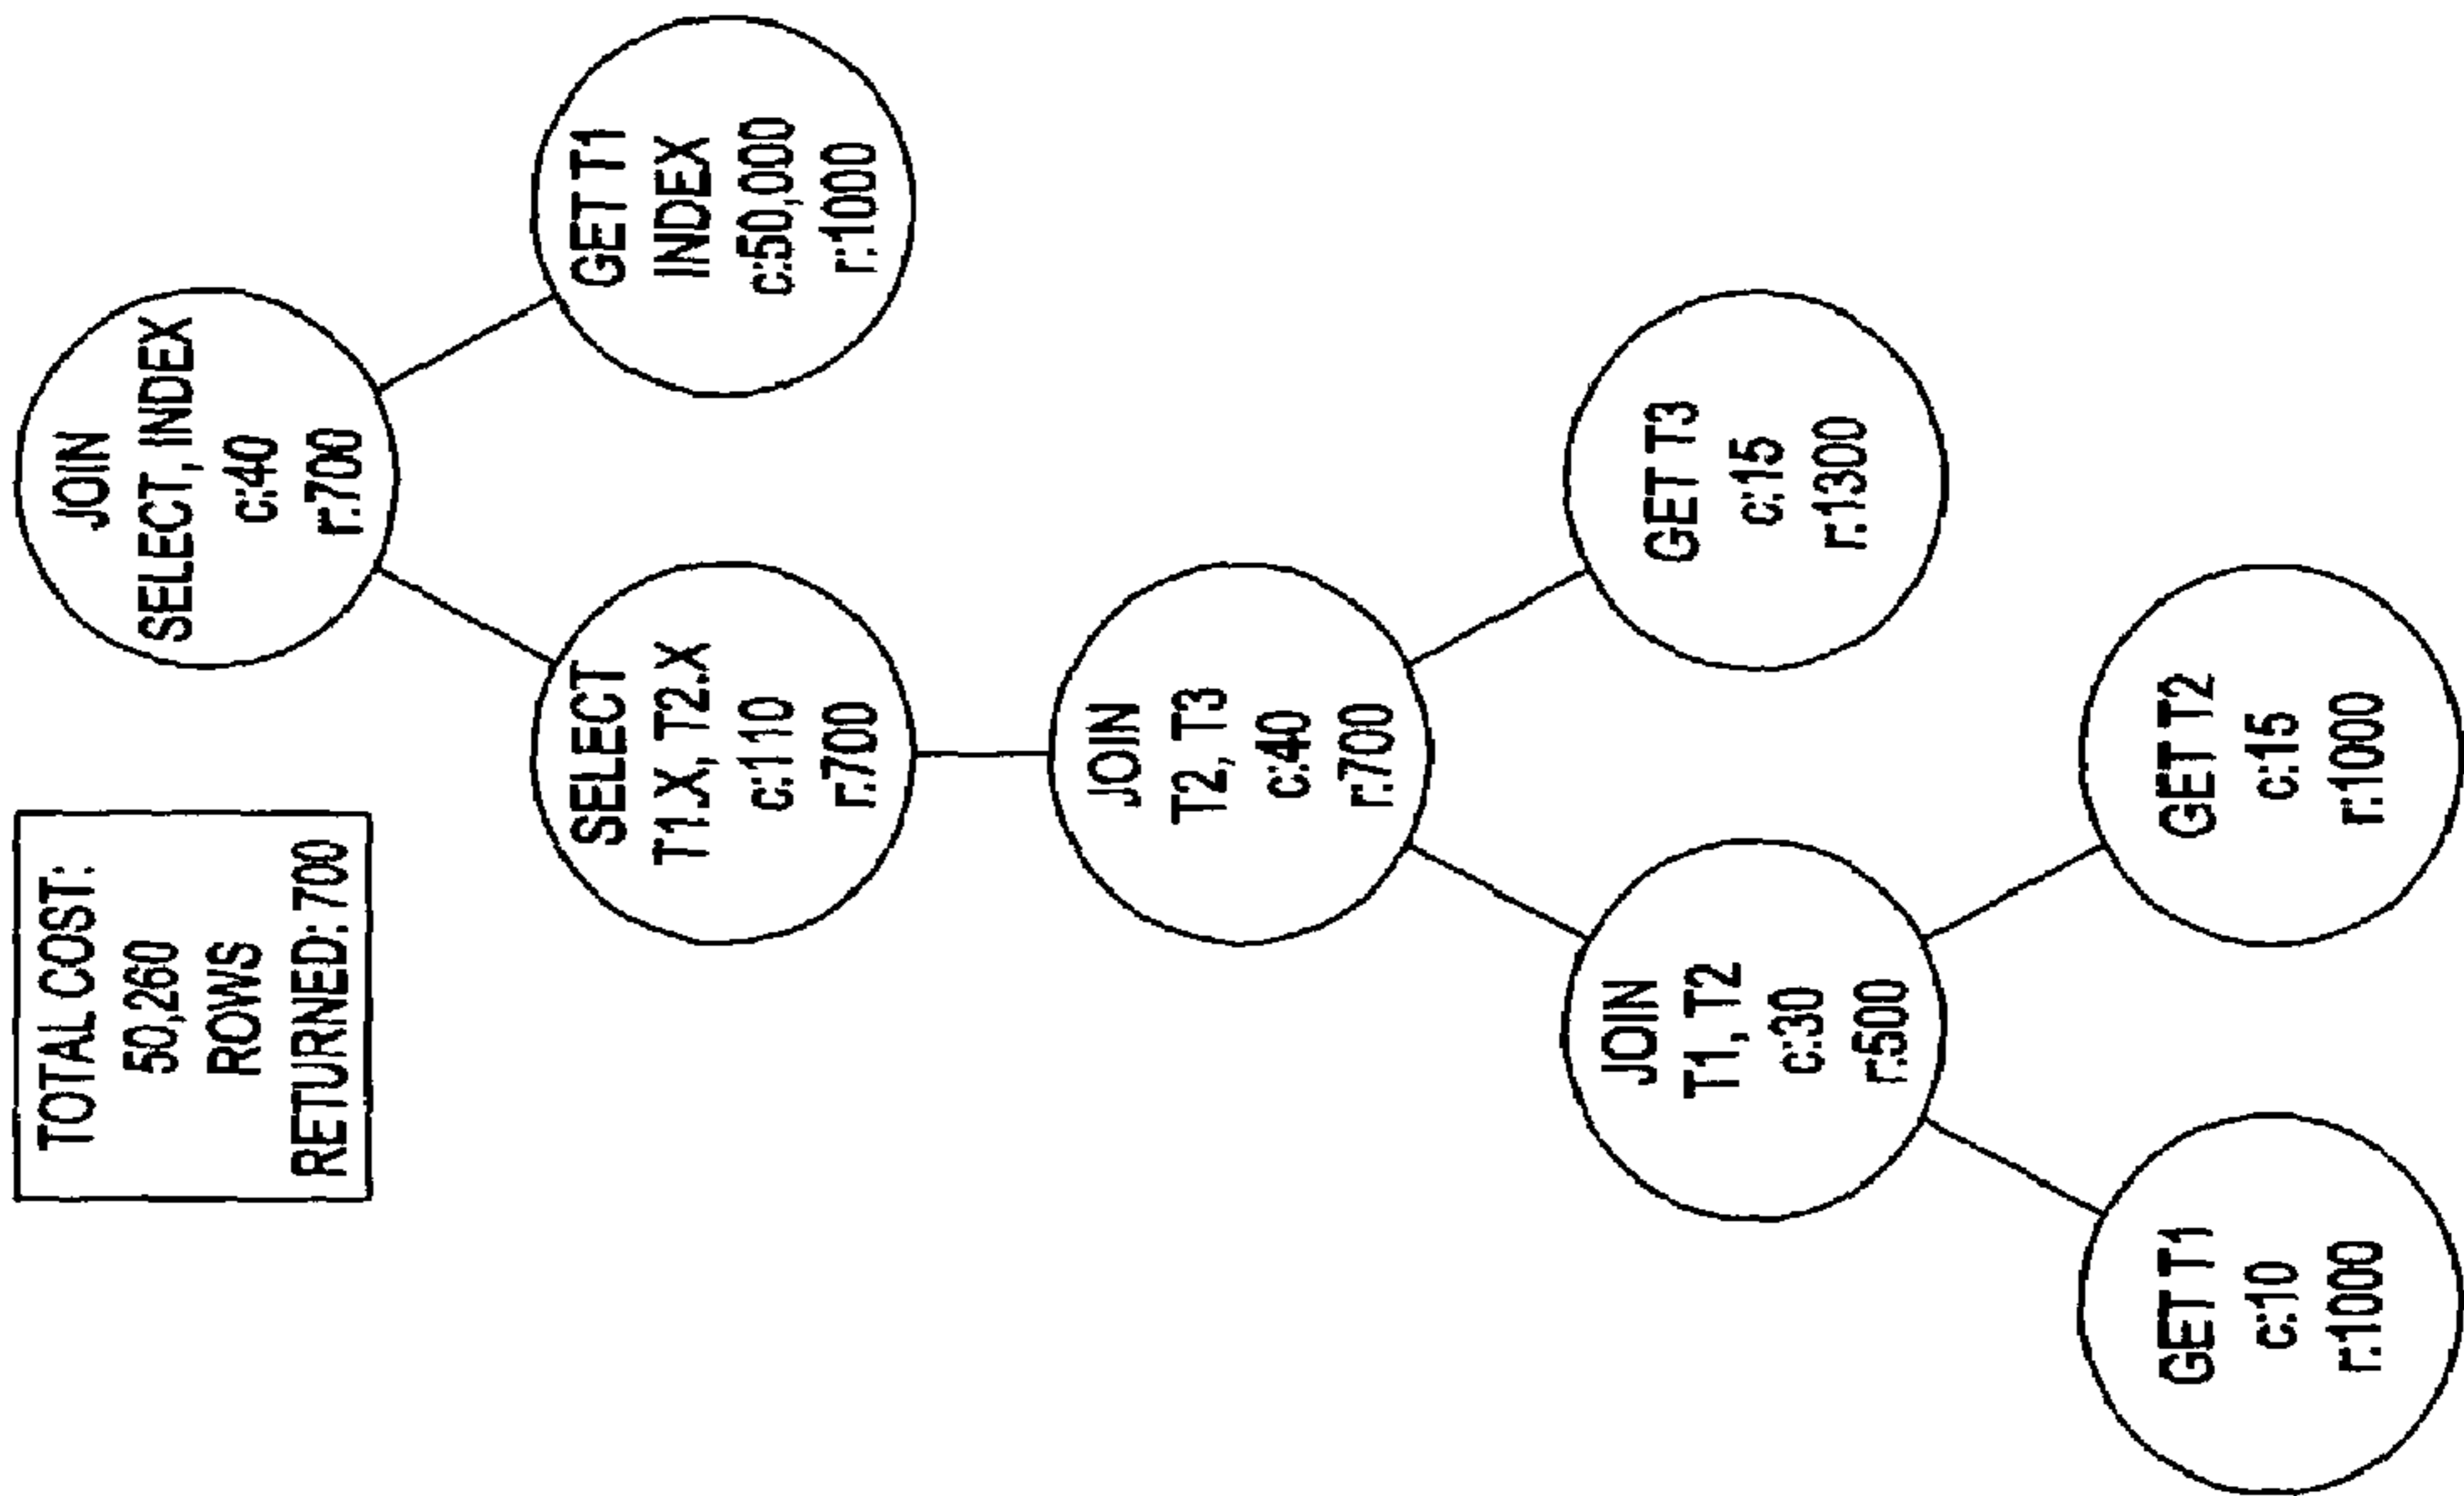 TOTAL COST:
50,260
ROWS
RETURNED: 700
JOIN
SELECT, INDEX
c:40
r:700
SELECT
T1.X, T2.X
c:110
r:700
GET T1
INDEX
c:50,000
r:1000
JOIN
T2, T3
c:40
r:700
JOIN
T1, T2
c:30
r:500
GET T3
c:15
r:1300
GET T1
c:10
r:1000
GET T2
c:15
r:1000